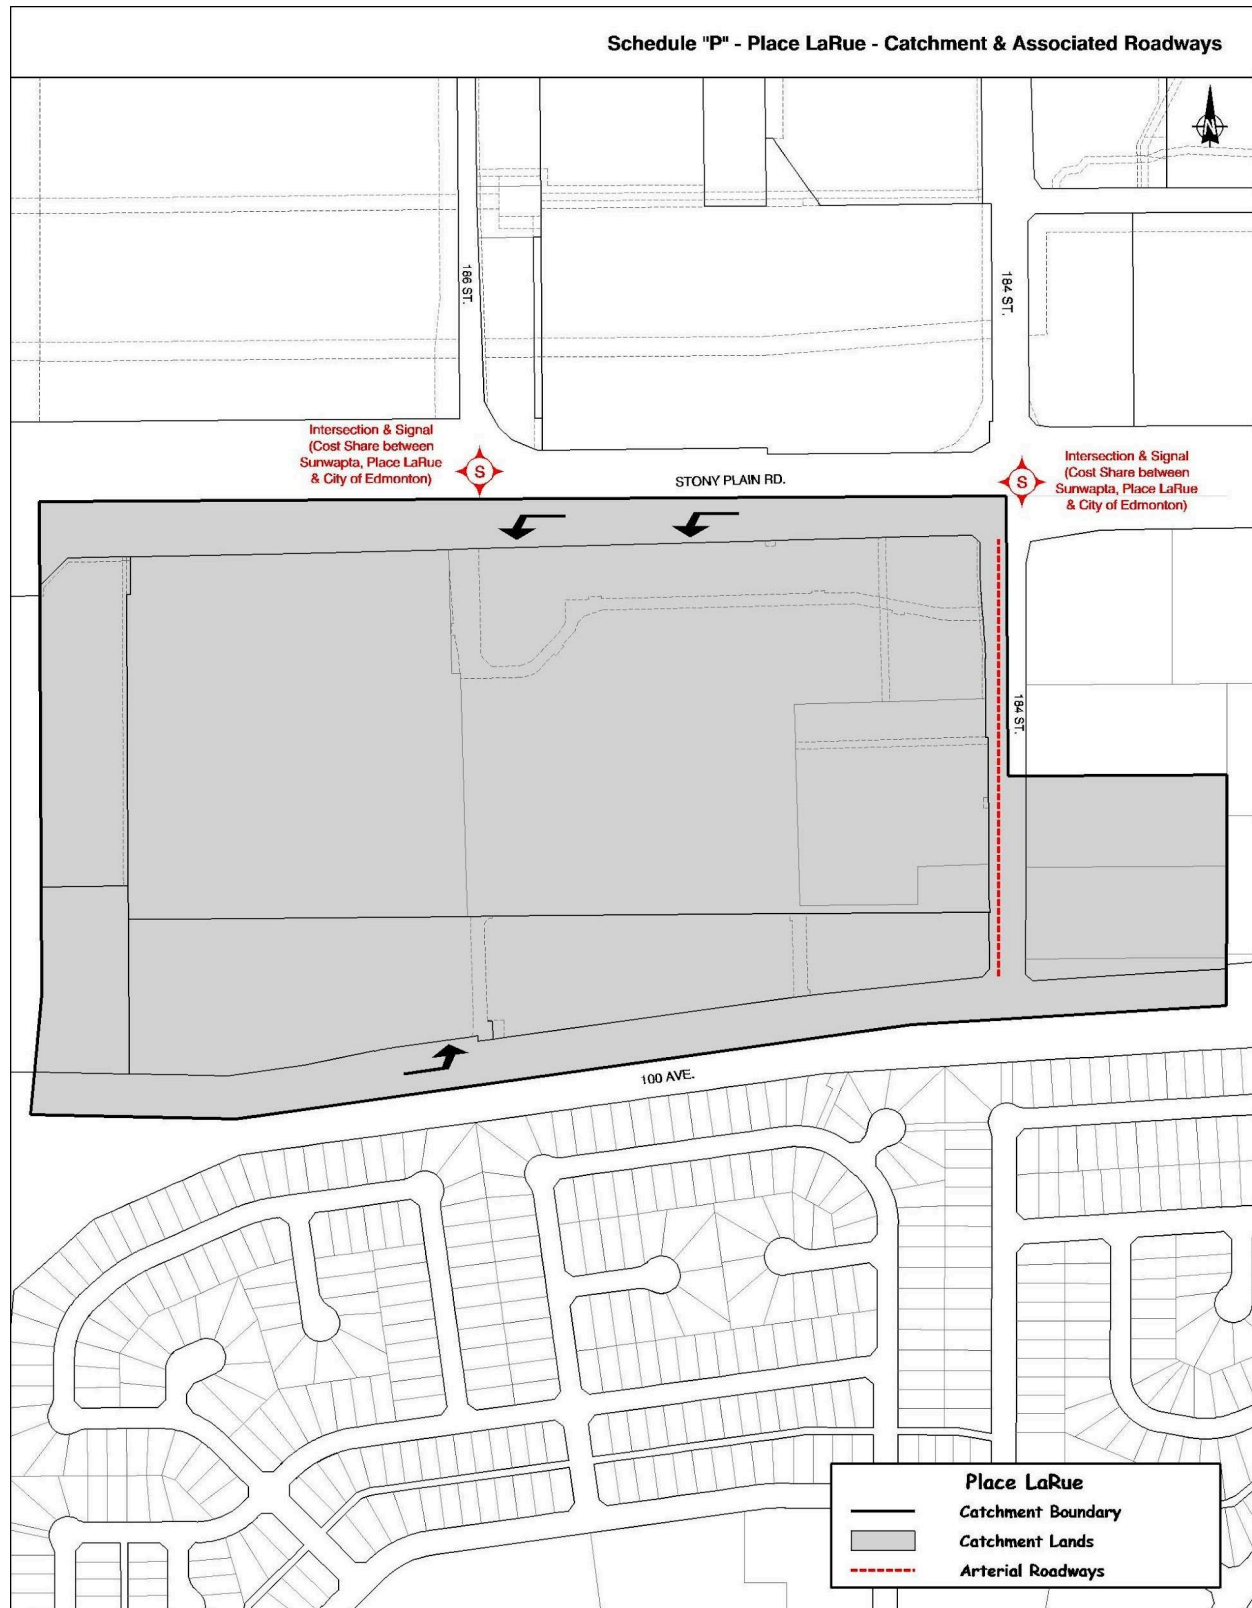 Schedule "P" - Place LaRue - Catchment & Associated Roadways
N
186 ST.
184 ST.
Intersection & Signal
(Cost Share between
Sunwapta, Place LaRue
& City of Edmonton)
S
STONY PLAIN RD.
S
Intersection & Signal
(Cost Share between
Sunwapta, Place LaRue
& City of Edmonton)
184 ST.
100 AVE.
Place LaRue
Catchment Boundary
Catchment Lands
Arterial Roadways